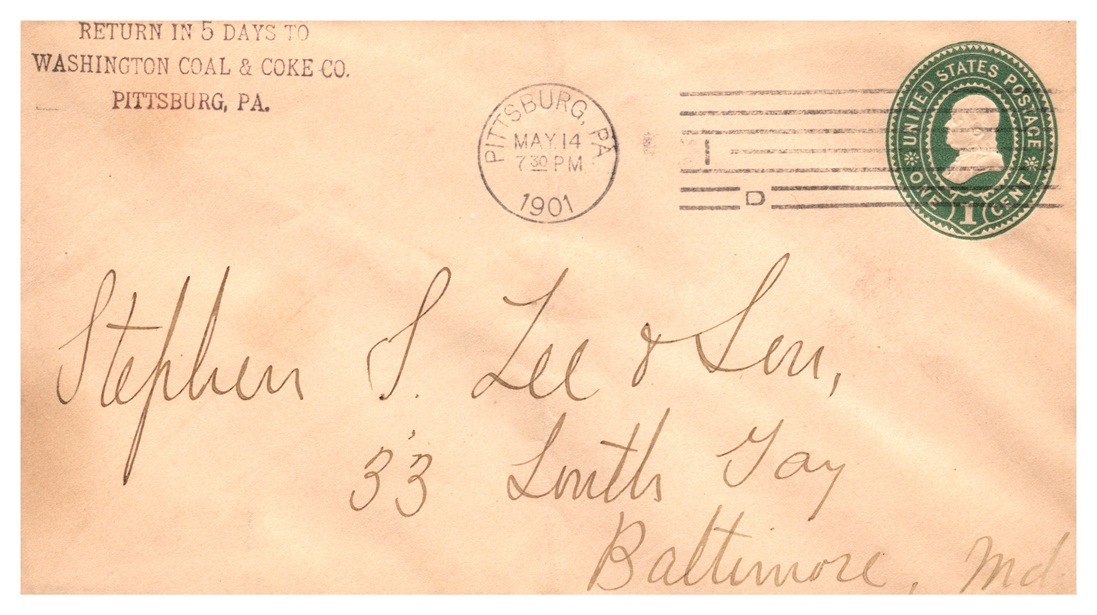 RETURN IN 5 DAYS TO
WASHINGTON COAL & COKE CO.
PITTSBURG, PA.
PITTSBURG, PA
MAY 14
7 30 PM
1901
D
UNITED STATES POSTAGE
ONE 1 CENT
Stephen S. Lee & Son,
33 South Gay
Baltimore, Md.